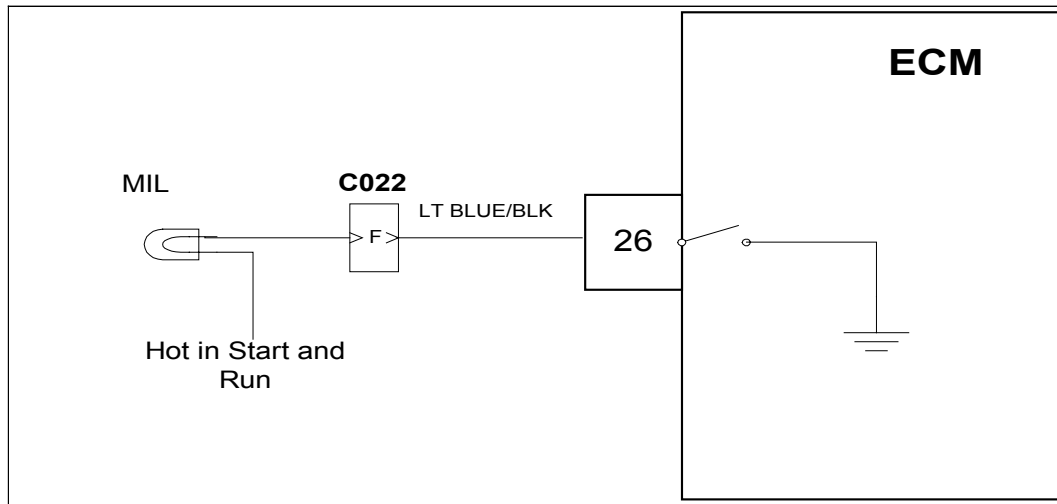 ECM
MIL
C022
F
LT BLUE/BLK
26
Hot in Start and
Run